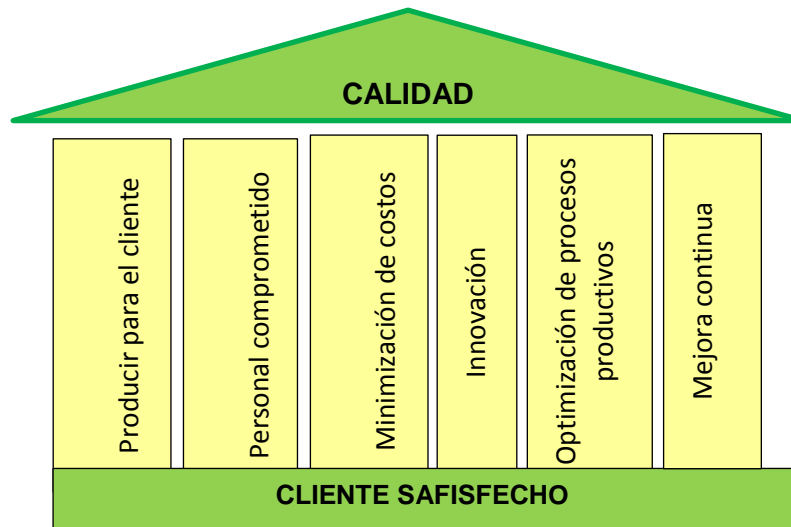 CALIDAD
Producir para el cliente
Personal comprometido
Minimización de costos
Innovación
Optimización de procesos
productivos
Mejora continua
CLIENTE SAFISFECHO